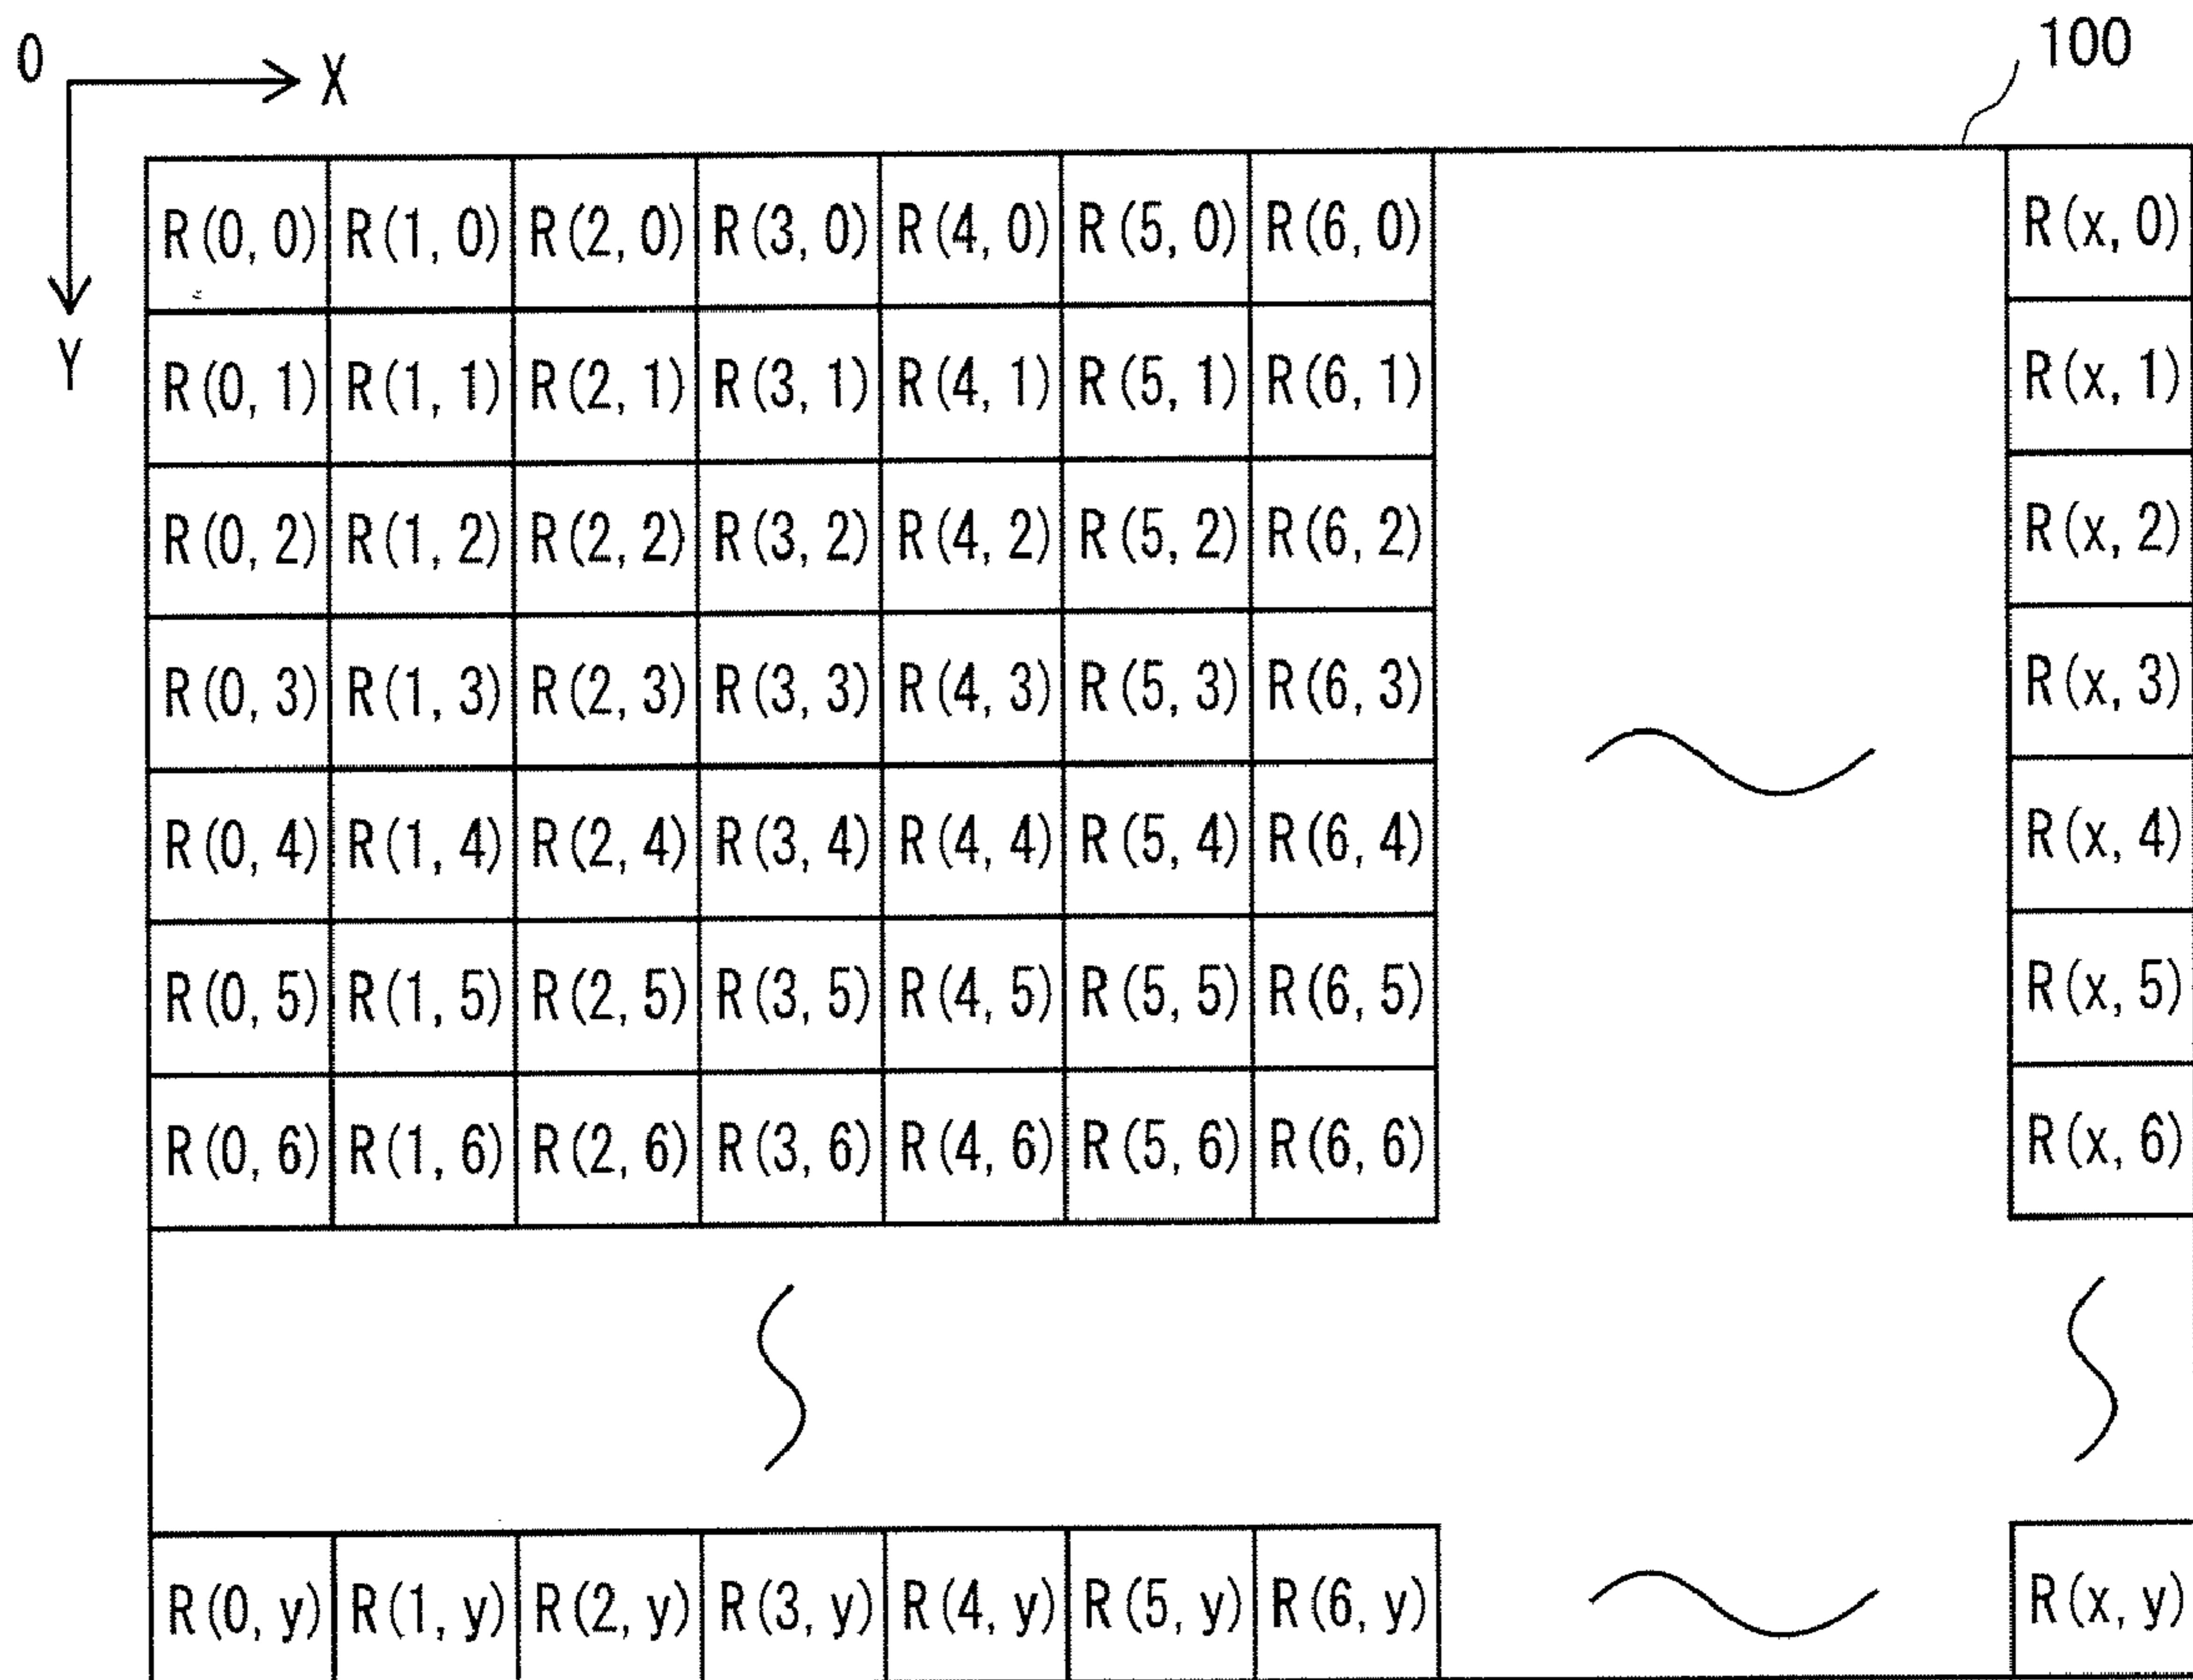 100
0 X
Y
R(0, 0) R(1, 0) R(2, 0) R(3, 0) R(4, 0) R(5, 0) R(6, 0) R(x, 0)
R(0, 1) R(1, 1) R(2, 1) R(3, 1) R(4, 1) R(5, 1) R(6, 1) R(x, 1)
R(0, 2) R(1, 2) R(2, 2) R(3, 2) R(4, 2) R(5, 2) R(6, 2) R(x, 2)
R(0, 3) R(1, 3) R(2, 3) R(3, 3) R(4, 3) R(5, 3) R(6, 3) R(x, 3)
R(0, 4) R(1, 4) R(2, 4) R(3, 4) R(4, 4) R(5, 4) R(6, 4) R(x, 4)
R(0, 5) R(1, 5) R(2, 5) R(3, 5) R(4, 5) R(5, 5) R(6, 5) R(x, 5)
R(0, 6) R(1, 6) R(2, 6) R(3, 6) R(4, 6) R(5, 6) R(6, 6) R(x, 6)
R(0, y) R(1, y) R(2, y) R(3, y) R(4, y) R(5, y) R(6, y) R(x, y)